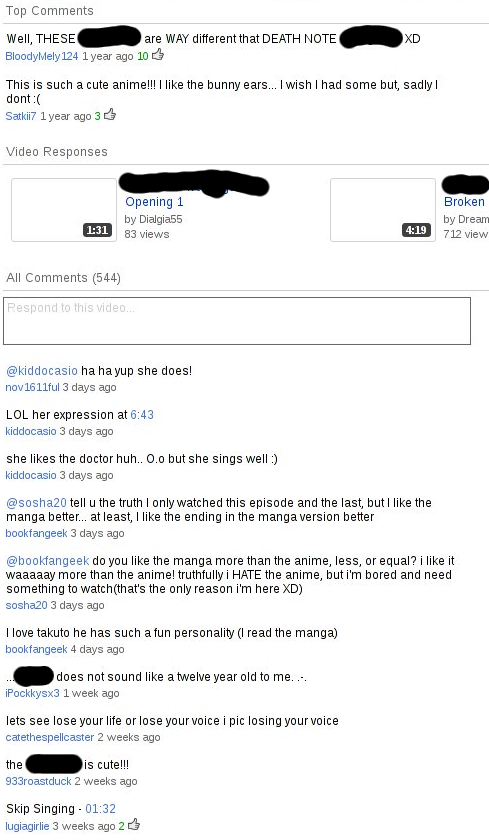 Top Comments
Well, THESE are WAY different that DEATH NOTE XD
BloodyMely124 1 year ago 10
This is such a cute anime!!! I like the bunny ears... I wish I had some but, sadly I
dont :(
Satkii7 1 year ago 3
Video Responses
1:31
Opening 1
by Dialgia55
83 views
4:19
Broken
by Dream
712 view
All Comments (544)
Respond to this video...
@kiddocasio ha ha yup she does!
nov1611ful 3 days ago
LOL her expression at 6:43
kiddocasio 3 days ago
she likes the doctor huh.. O.o but she sings well :)
kiddocasio 3 days ago
@sosha20 tell u the truth I only watched this episode and the last, but I like the
manga better... at least, I like the ending in the manga version better
bookfangeek 3 days ago
@bookfangeek do you like the manga more than the anime, less, or equal? i like it
waaaay more than the anime! truthfully i HATE the anime, but i'm bored and need
something to watch(that's the only reason i'm here XD)
sosha20 3 days ago
I love takuto he has such a fun personality (I read the manga)
bookfangeek 4 days ago
.. does not sound like a twelve year old to me. .-.
iPockkysx3 1 week ago
lets see lose your life or lose your voice i pic losing your voice
catethespellcaster 2 weeks ago
the is cute!!!
933roastduck 2 weeks ago
Skip Singing - 01:32
lugiagirlie 3 weeks ago 2